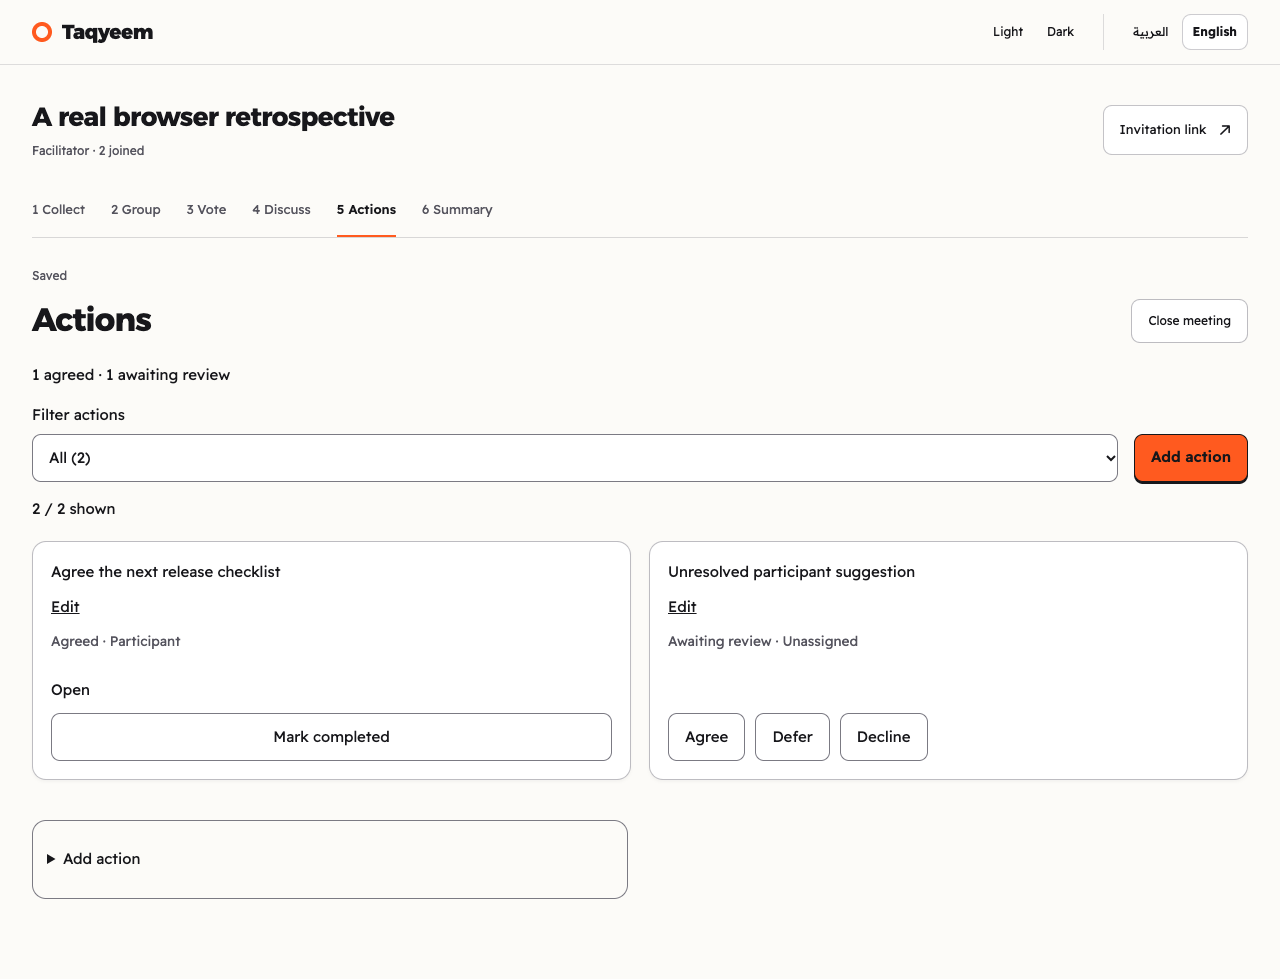 Taqyeem
Light Dark العربية English
A real browser retrospective
Facilitator · 2 joined
Invitation link
1 Collect 2 Group 3 Vote 4 Discuss 5 Actions 6 Summary
Saved
Actions
Close meeting
1 agreed · 1 awaiting review
Filter actions
All (2)
Add action
2 / 2 shown
Agree the next release checklist
Edit
Agreed · Participant
Open
Mark completed
Unresolved participant suggestion
Edit
Awaiting review · Unassigned
Agree Defer Decline
Add action